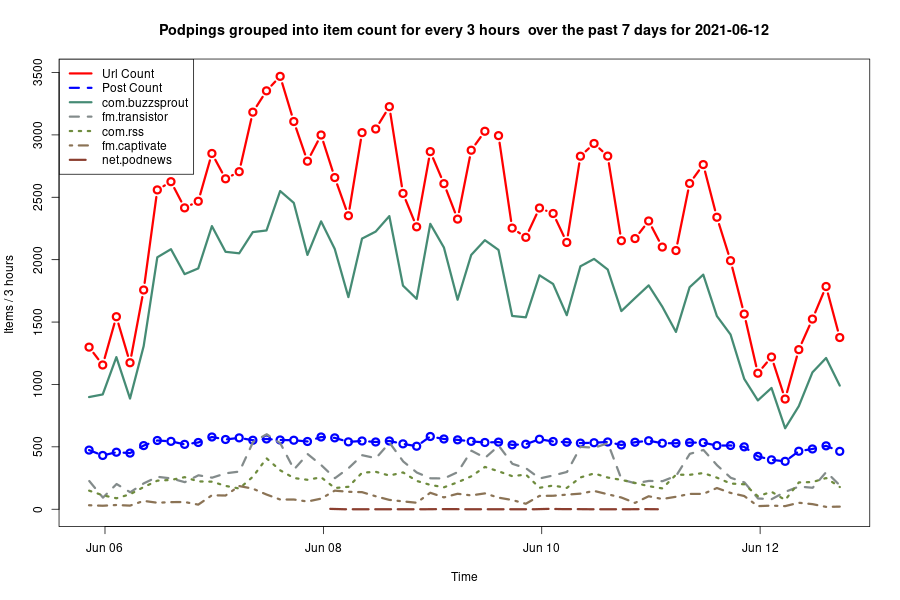 Podpings grouped into item count for every 3 hours  over the past 7 days for 2021-06-12
Items / 3 hours
3500
3000
2500
2000
1500
1000
500
0
Url Count
Post Count
com.buzzsprout
fm.transistor
com.rss
fm.captivate
net.podnews
Jun 06
Jun 08
Jun 10
Jun 12
Time